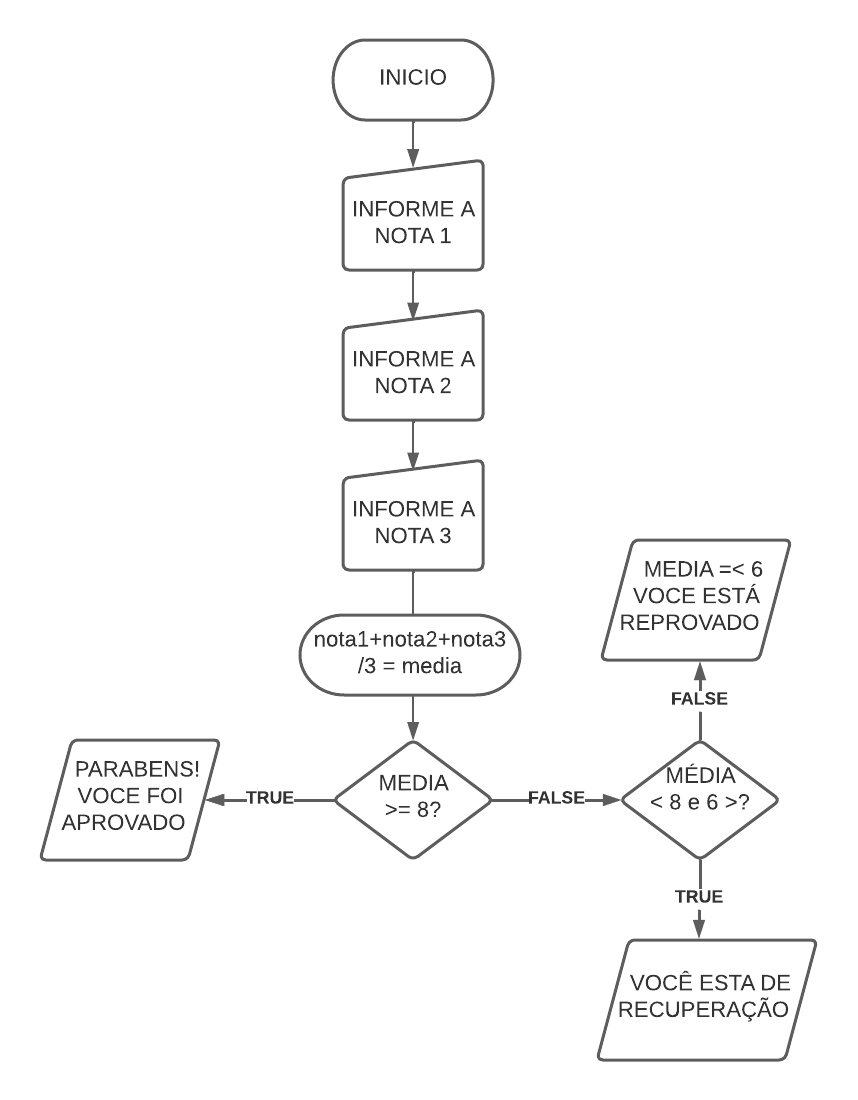 INICIO
INFORME A
NOTA 1
INFORME A
NOTA 2
INFORME A
NOTA 3
nota1+nota2+nota3
/3 = media
MEDIA
>= 8?
TRUE
PARABENS!
VOCE FOI
APROVADO
FALSE
MÉDIA
< 8 e 6 >?
FALSE
MEDIA =< 6
VOCE ESTÁ
REPROVADO
TRUE
VOCÊ ESTA DE
RECUPERAÇÃO